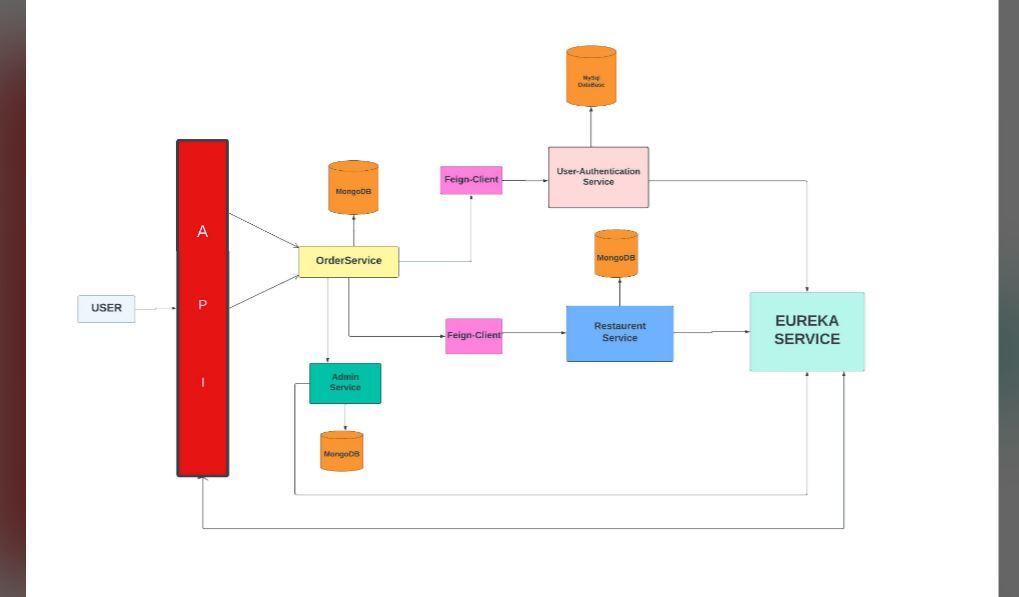 MySql
DataBase
MongoDB
Feign-Client
User-Authentication
Service
A
P
I
OrderService
MongoDB
USER
Feign-Client
Restaurent
Service
EUREKA
SERVICE
Admin
Service
MongoDB